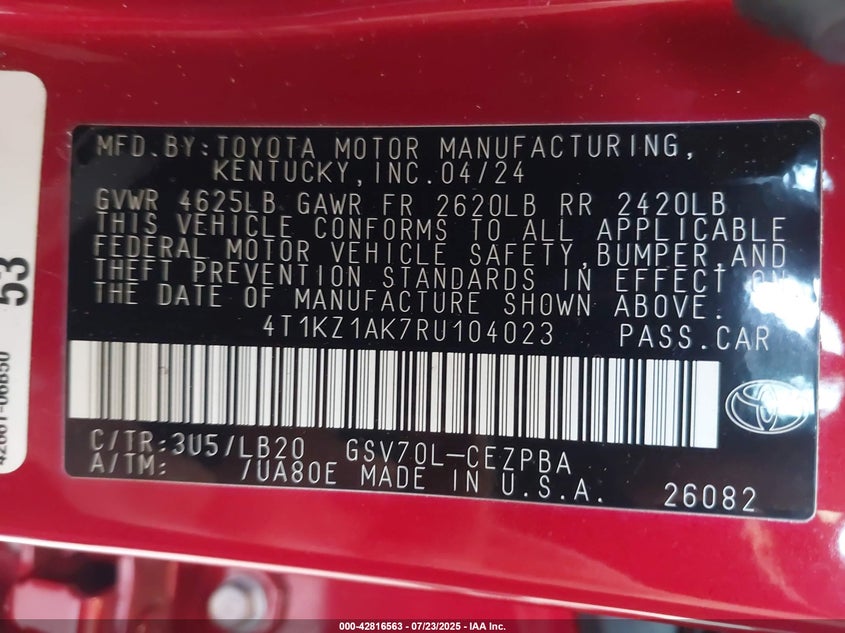 MFD.BY:TOYOTA MOTOR MANUFACTURING,
KENTUCKY,INC.04/24
GVWR 4625LB GAWR FR 2620LB RR 2420LB
THIS VEHICLE CONFORMS TO ALL APPLICABLE
FEDERAL MOTOR VEHICLE SAFETY,BUMPER,AND
THEFT PREVENTION STANDARDS IN EFFECT ON
THE DATE OF MANUFACTURE SHOWN ABOVE.
4T1KZ1AK7RU104023 PASS.CAR
C/TR:3U5/LB20 GSV70L-CEZPBA
A/TM: /UA80E MADE IN U.S.A. 26082
53
000-42816563 - 07/23/2025 - IAA Inc.